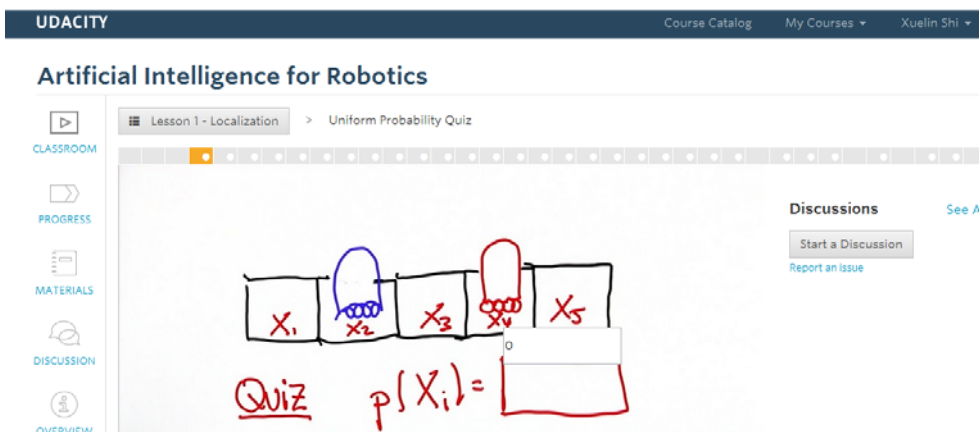 UDACITY
Course Catalog My Courses Xuelin Shi
Artificial Intelligence for Robotics
CLASSROOM
PROGRESS
MATERIALS
DISCUSSION
OVERVIEW
Lesson 1 - Localization > Uniform Probability Quiz
X1 X2 X3 X4 X5
0
Quiz p(Xi)=
Discussions See A
Start a Discussion
Report an issue